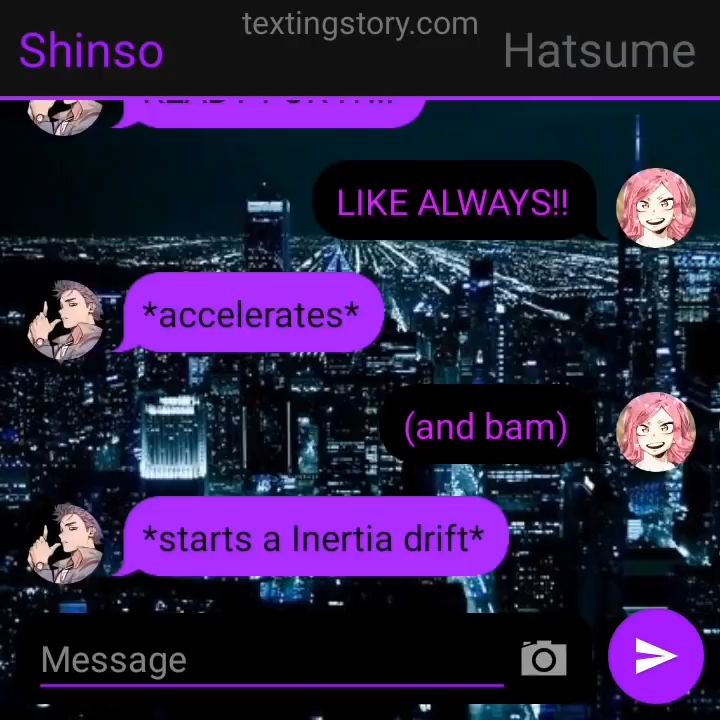 textingstory.com
Shinso
Hatsume
LIKE ALWAYS!!
*accelerates*
(and bam)
*starts a Inertia drift*
Message